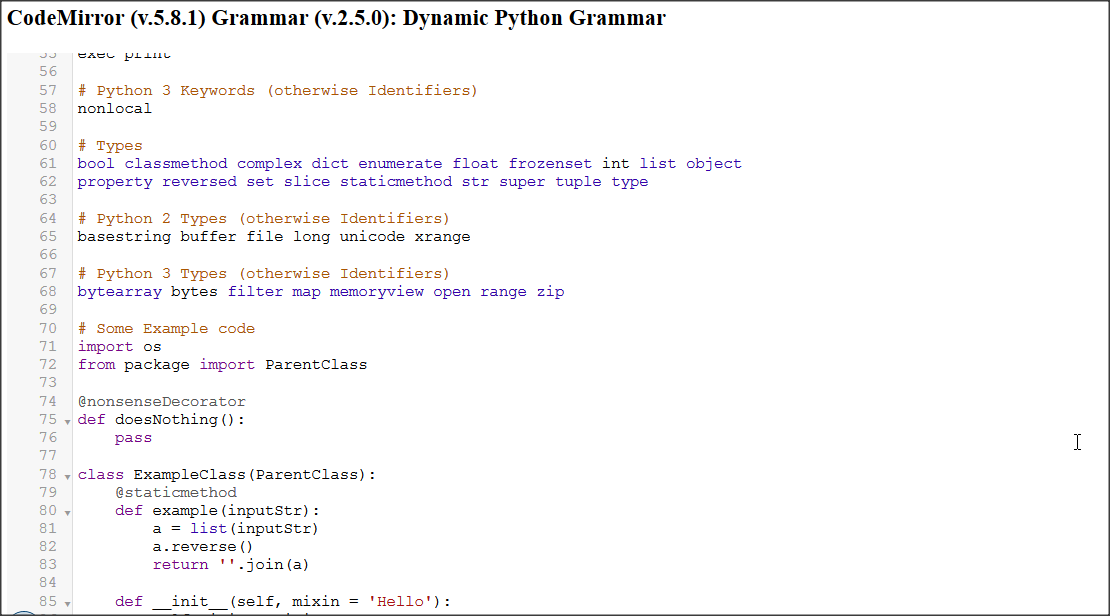 CodeMirror (v.5.8.1) Grammar (v.2.5.0): Dynamic Python Grammar
55 exec print
56
57 # Python 3 Keywords (otherwise Identifiers)
58 nonlocal
59
60 # Types
61 bool classmethod complex dict enumerate float frozenset int list object
62 property reversed set slice staticmethod str super tuple type
63
64 # Python 2 Types (otherwise Identifiers)
65 basestring buffer file long unicode xrange
66
67 # Python 3 Types (otherwise Identifiers)
68 bytearray bytes filter map memoryview open range zip
69
70 # Some Example code
71 import os
72 from package import ParentClass
73
74 @nonsenseDecorator
75 def doesNothing():
76     pass
77
78 class ExampleClass(ParentClass):
79     @staticmethod
80     def example(inputStr):
81         a = list(inputStr)
82         a.reverse()
83         return ''.join(a)
84
85     def __init__(self, mixin = 'Hello'):